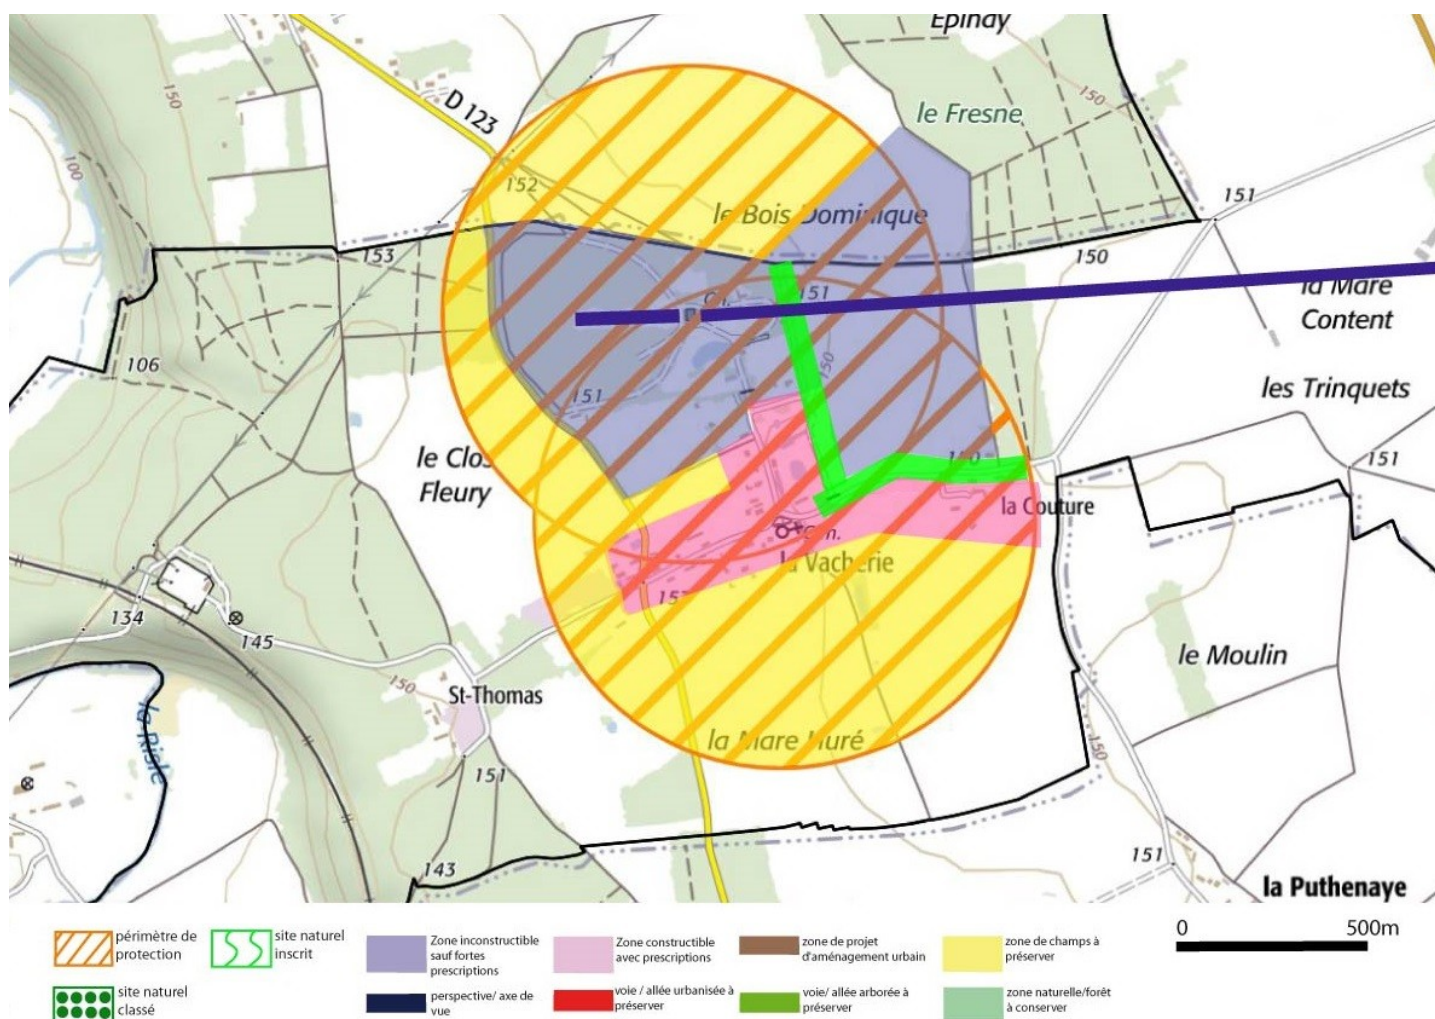 Epinay
150
D 123
le Fresne
150
100
152
151
le Bois Dominique
153
150
151
la Mare
Content
106
150
les Trinquets
151
le Clos
Fleury
151
la Couture
la Vacherie
134
145
150
le Moulin
St-Thomas
la Risle
la Mare Huré
150
151
143
151
la Puthenaye
périmètre de
protection
site naturel
inscrit
Zone inconstructible
sauf fortes
prescriptions
Zone constructible
avec prescriptions
zone de projet
d'aménagement urbain
zone de champs à
préserver
0
500m
site naturel
classé
perspective/ axe de
vue
voie / allée urbanisée à
préserver
voie/ allée arborée à
préserver
zone naturelle/forêt
à conserver